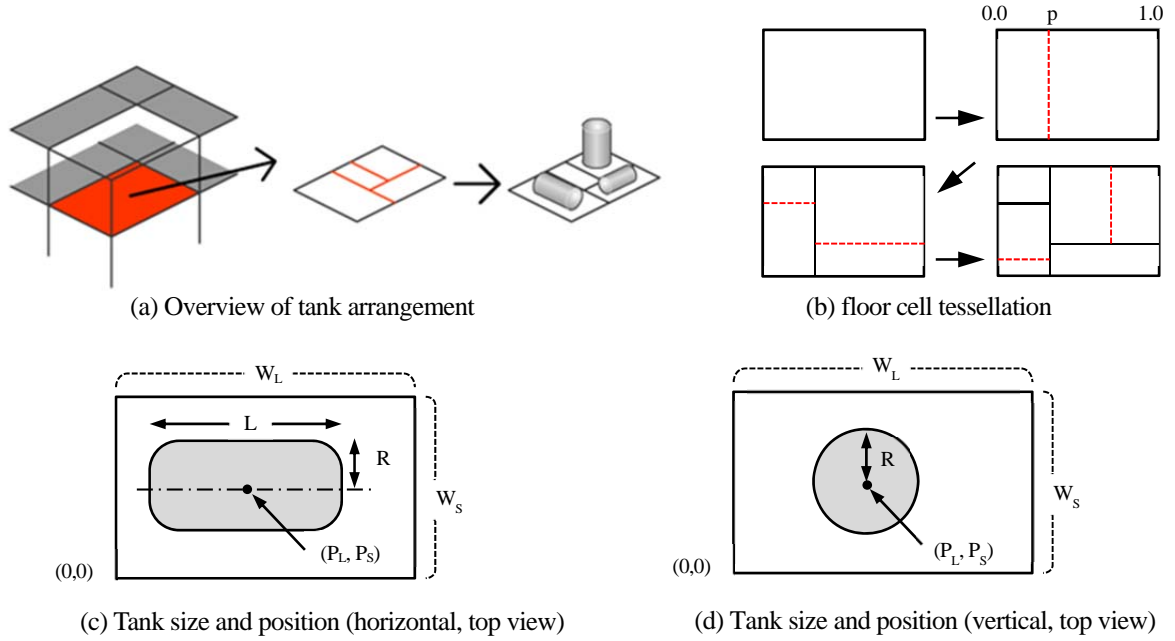 0.0 p 1.0
(a) Overview of tank arrangement
(b) floor cell tessellation
W_L
L
R
W_S
(P_L, P_S)
(0,0)
(c) Tank size and position (horizontal, top view)
W_L
R
W_S
(P_L, P_S)
(0,0)
(d) Tank size and position (vertical, top view)